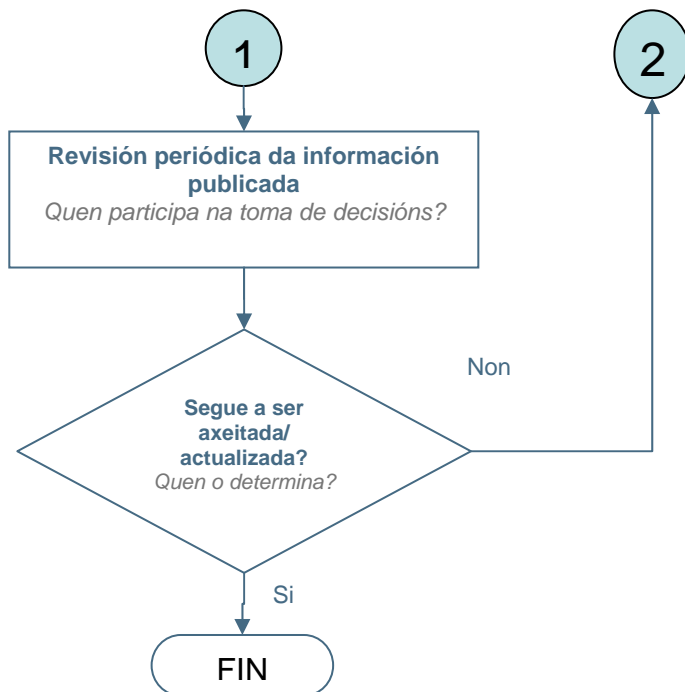 1
2
Revisión periódica da información
publicada
Quen participa na toma de decisións?
Non
Segue a ser
axeitada/
actualizada?
Quen o determina?
Si
FIN